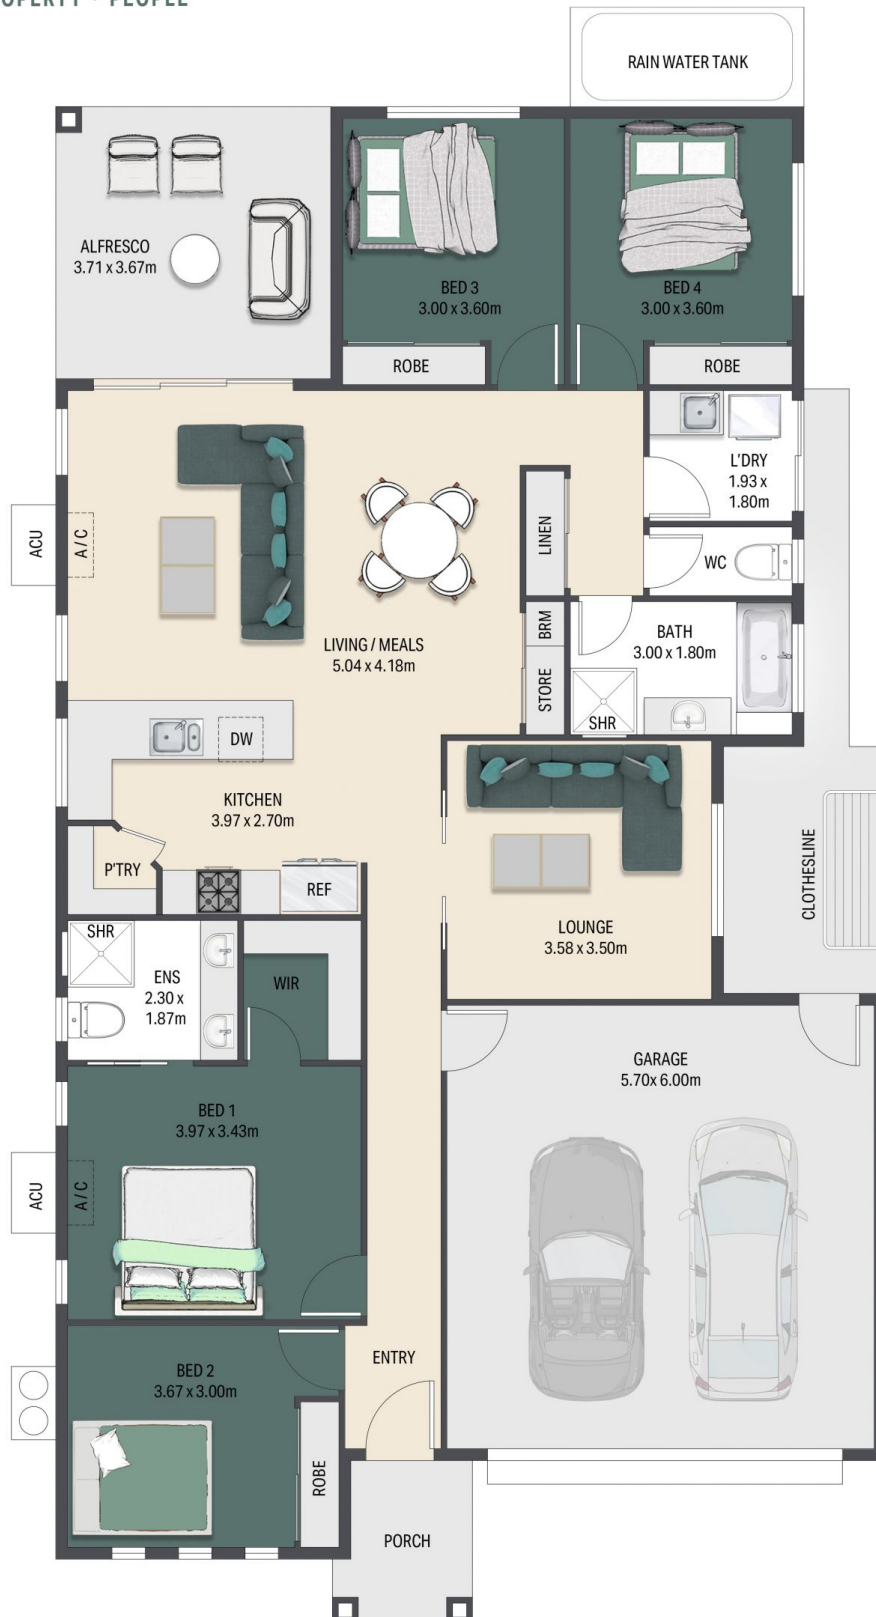 PROPERTY • PEOPLE
RAIN WATER TANK
ALFRESCO
3.71 x 3.67m
BED 3
3.00 x 3.60m
BED 4
3.00 x 3.60m
ROBE
ROBE
L'DRY
1.93 x
1.80m
ACU
A / C
LINEN
WC
LIVING / MEALS
5.04 x 4.18m
BRM
STORE
BATH
3.00 x 1.80m
SHR
DW
KITCHEN
3.97 x 2.70m
P'TRY
REF
LOUNGE
3.58 x 3.50m
CLOTHESLINE
SHR
ENS
2.30 x
1.87m
WIR
GARAGE
5.70x 6.00m
BED 1
3.97 x 3.43m
ACU
A / C
ENTRY
BED 2
3.67 x 3.00m
ROBE
PORCH